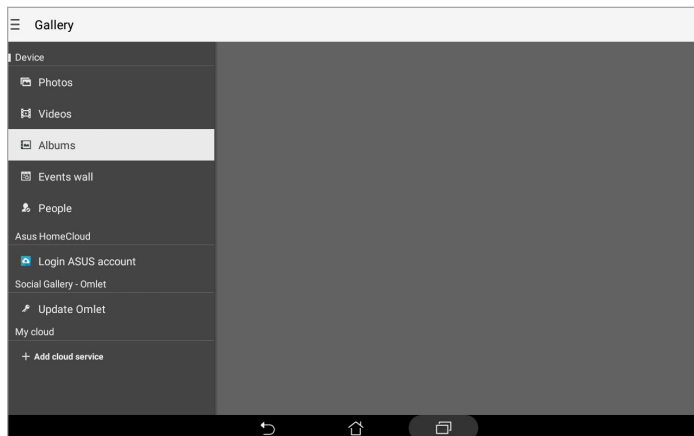 Gallery
Device
Photos
Videos
Albums
Events wall
People
Asus HomeCloud
Login ASUS account
Social Gallery - Omlet
Update Omlet
My cloud
+ Add cloud service